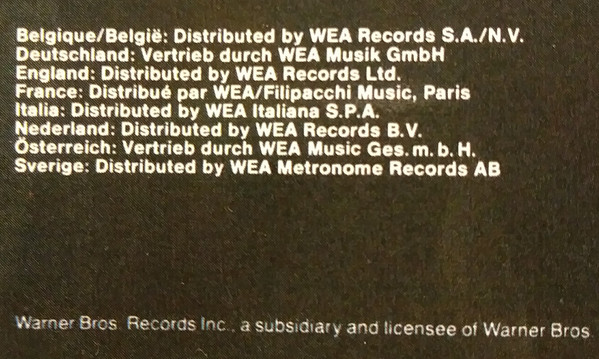 Belgique/België: Distributed by WEA Records S.A./N.V.
Deutschland: Vertrieb durch WEA Musik GmbH
England: Distributed by WEA Records Ltd.
France: Distribué par WEA/Filipacchi Music, Paris
Italia: Distributed by WEA Italiana S.P.A.
Nederland: Distributed by WEA Records B.V.
Österreich: Vertrieb durch WEA Music Ges. m. b. H.
Sverige: Distributed by WEA Metronome Records AB
Warner Bros. Records Inc., a subsidiary and licensee of Warner Bros